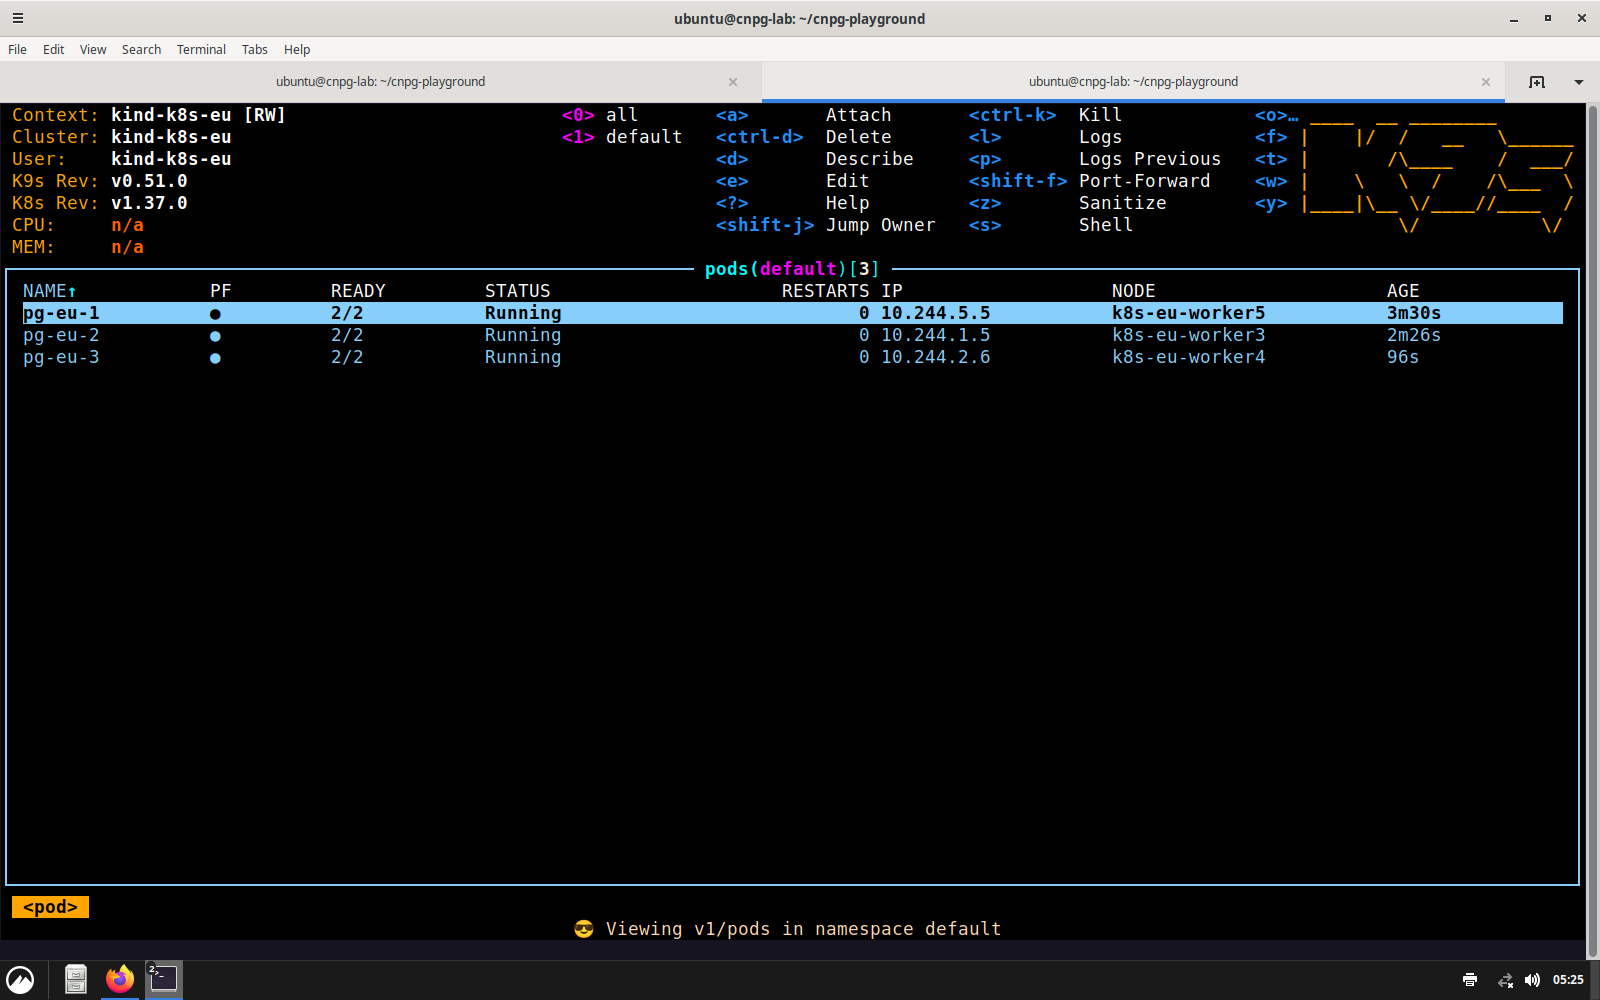 ubuntu@cnpg-lab: ~/cnpg-playground
File Edit View Search Terminal Tabs Help
ubuntu@cnpg-lab: ~/cnpg-playground ubuntu@cnpg-lab: ~/cnpg-playground
Context: kind-k8s-eu [RW] <0> all <a> Attach <ctrl-k> Kill <o>…
Cluster: kind-k8s-eu <1> default <ctrl-d> Delete <l> Logs <f>
User: kind-k8s-eu <d> Describe <p> Logs Previous <t>
K9s Rev: v0.51.0 <e> Edit <shift-f> Port-Forward <w>
K8s Rev: v1.37.0 <?> Help <z> Sanitize <y>
CPU: n/a <shift-j> Jump Owner <s> Shell
MEM: n/a
pods(default)[3]
NAME↑ PF READY STATUS RESTARTS IP NODE AGE
pg-eu-1 ● 2/2 Running 0 10.244.5.5 k8s-eu-worker5 3m30s
pg-eu-2 ● 2/2 Running 0 10.244.1.5 k8s-eu-worker3 2m26s
pg-eu-3 ● 2/2 Running 0 10.244.2.6 k8s-eu-worker4 96s
<pod>
😎 Viewing v1/pods in namespace default
2
05:25